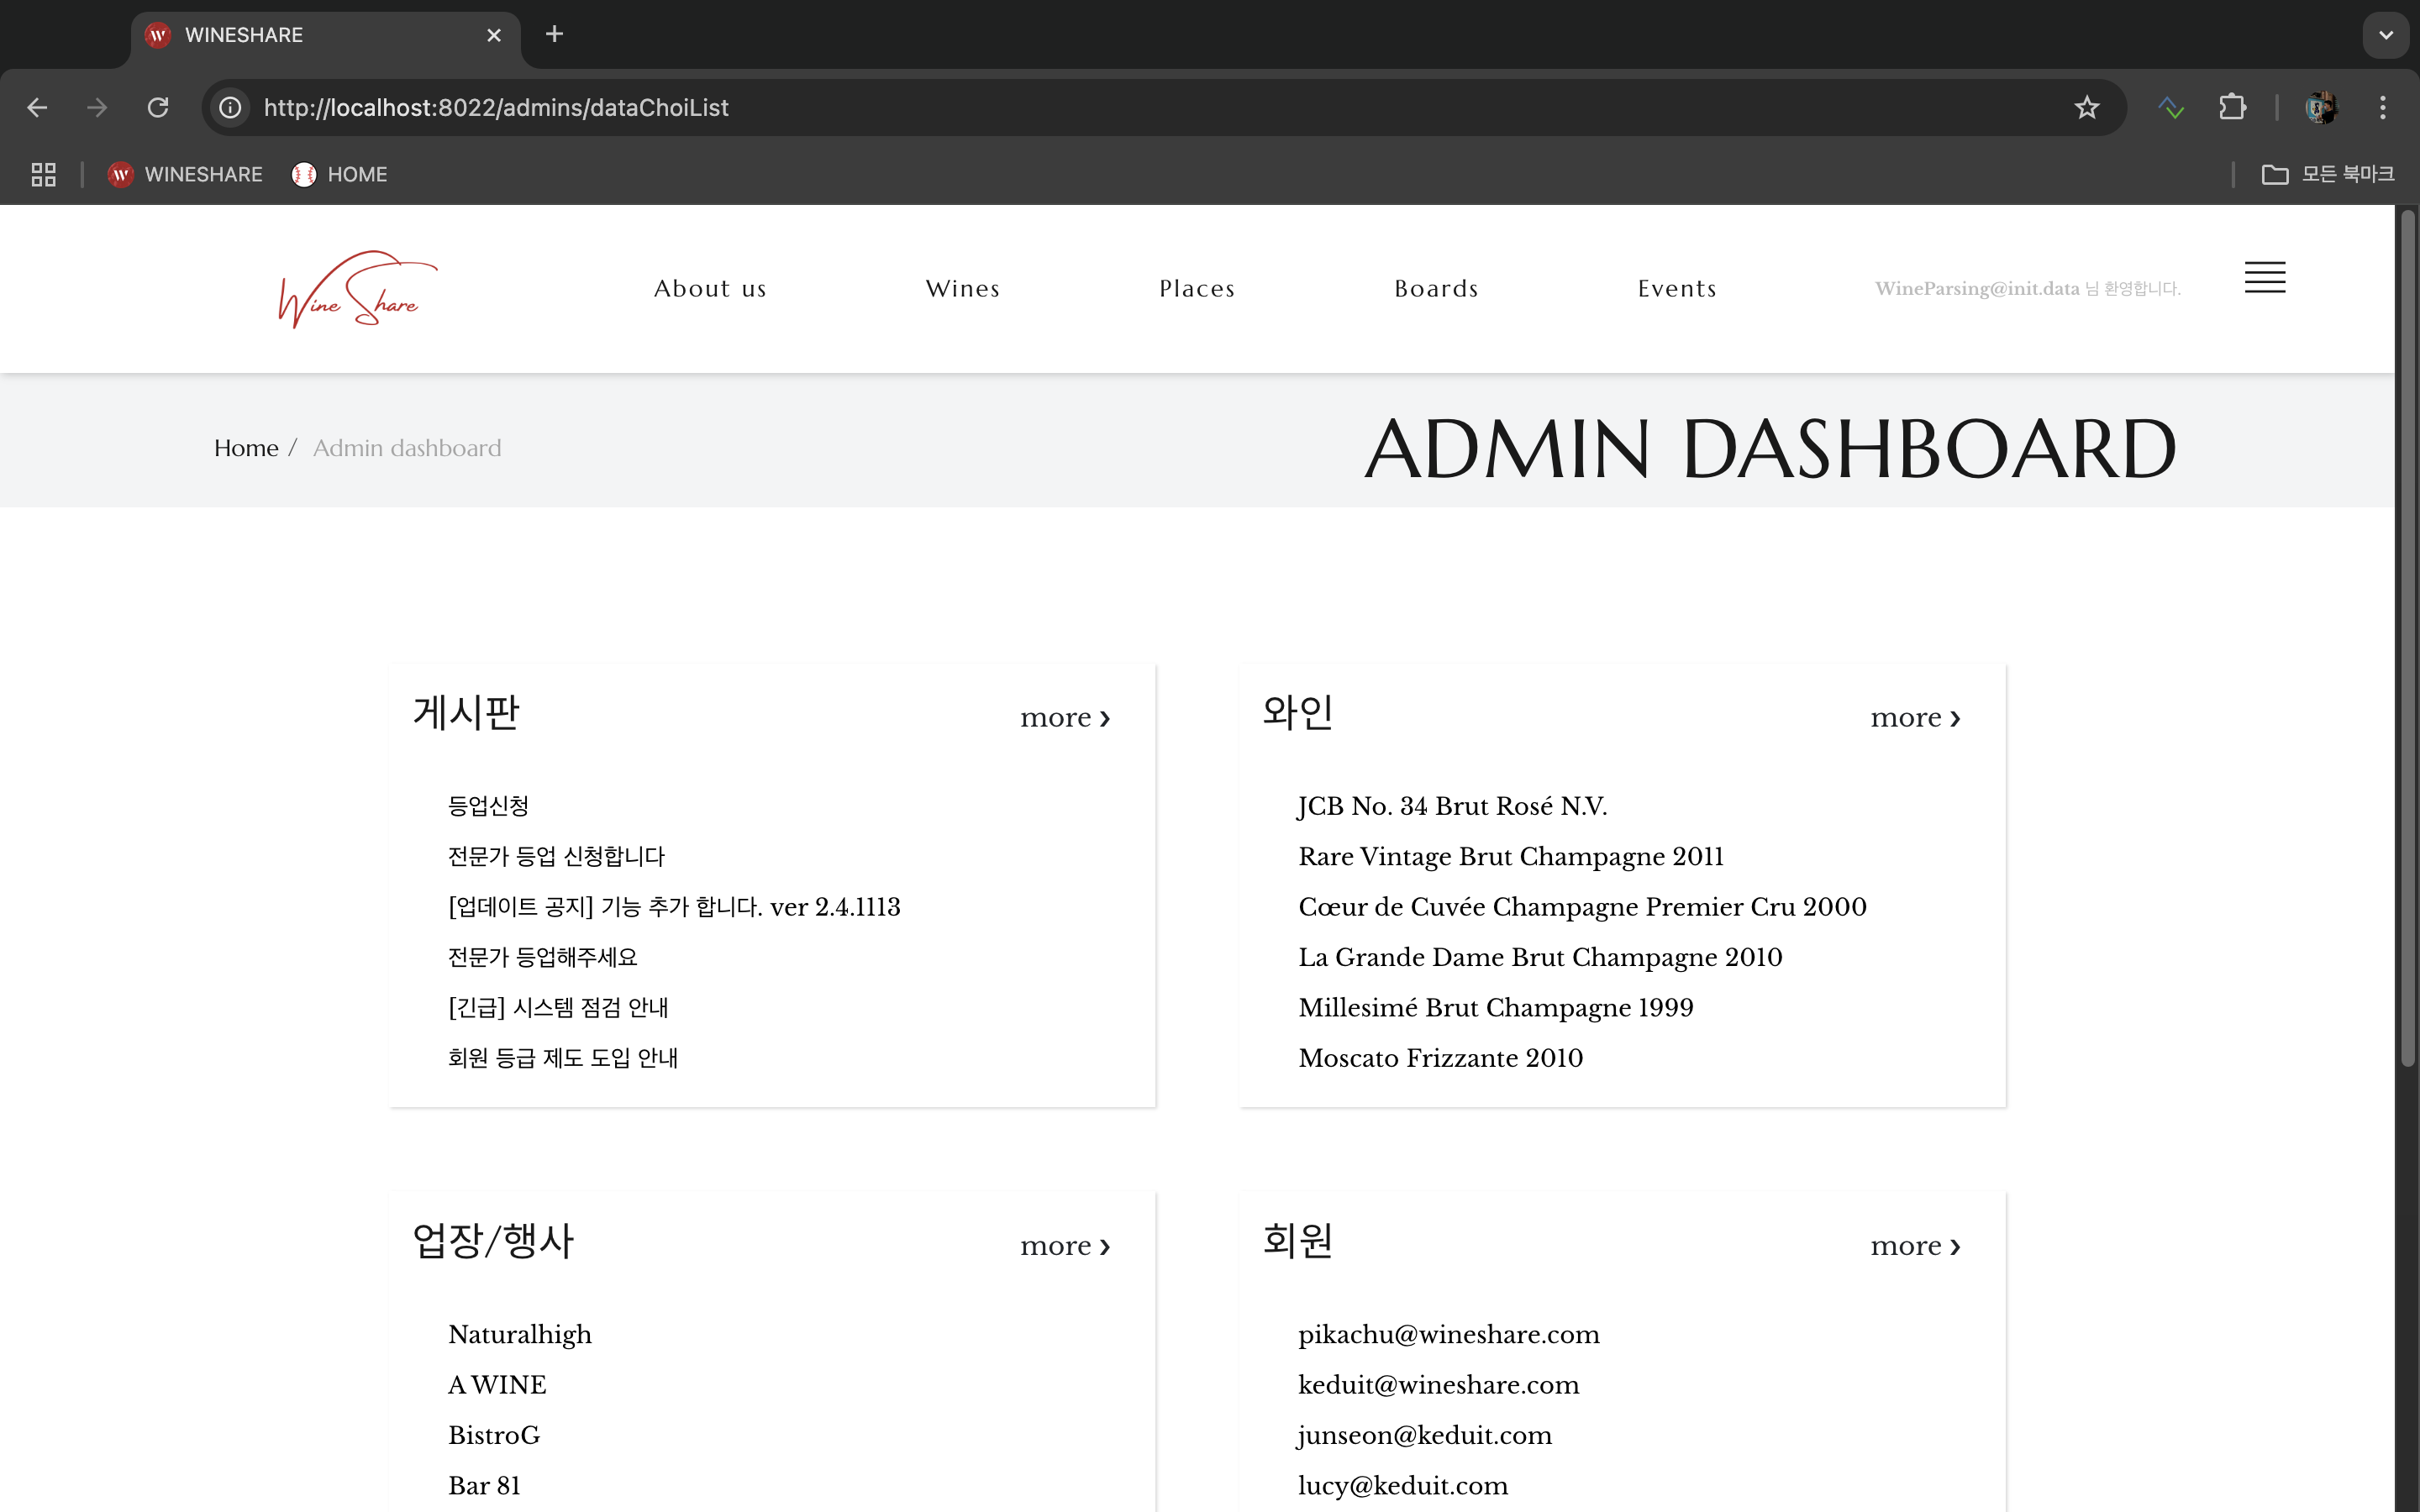 WINESHARE
http://localhost:8022/admins/dataChoiList
WINESHARE
HOME
모든 북마크
Wine Share
About us
Wines
Places
Boards
Events
WineParsing@init.data 님 환영합니다.
Home / Admin dashboard
ADMIN DASHBOARD
게시판
more ›
등업신청
전문가 등업 신청합니다
[업데이트 공지] 기능 추가 합니다. ver 2.4.1113
전문가 등업해주세요
[긴급] 시스템 점검 안내
회원 등급 제도 도입 안내
와인
more ›
JCB No. 34 Brut Rosé N.V.
Rare Vintage Brut Champagne 2011
Cœur de Cuvée Champagne Premier Cru 2000
La Grande Dame Brut Champagne 2010
Millesimé Brut Champagne 1999
Moscato Frizzante 2010
업장/행사
more ›
Naturalhigh
A WINE
BistroG
Bar 81
회원
more ›
pikachu@wineshare.com
keduit@wineshare.com
junseon@keduit.com
lucy@keduit.com